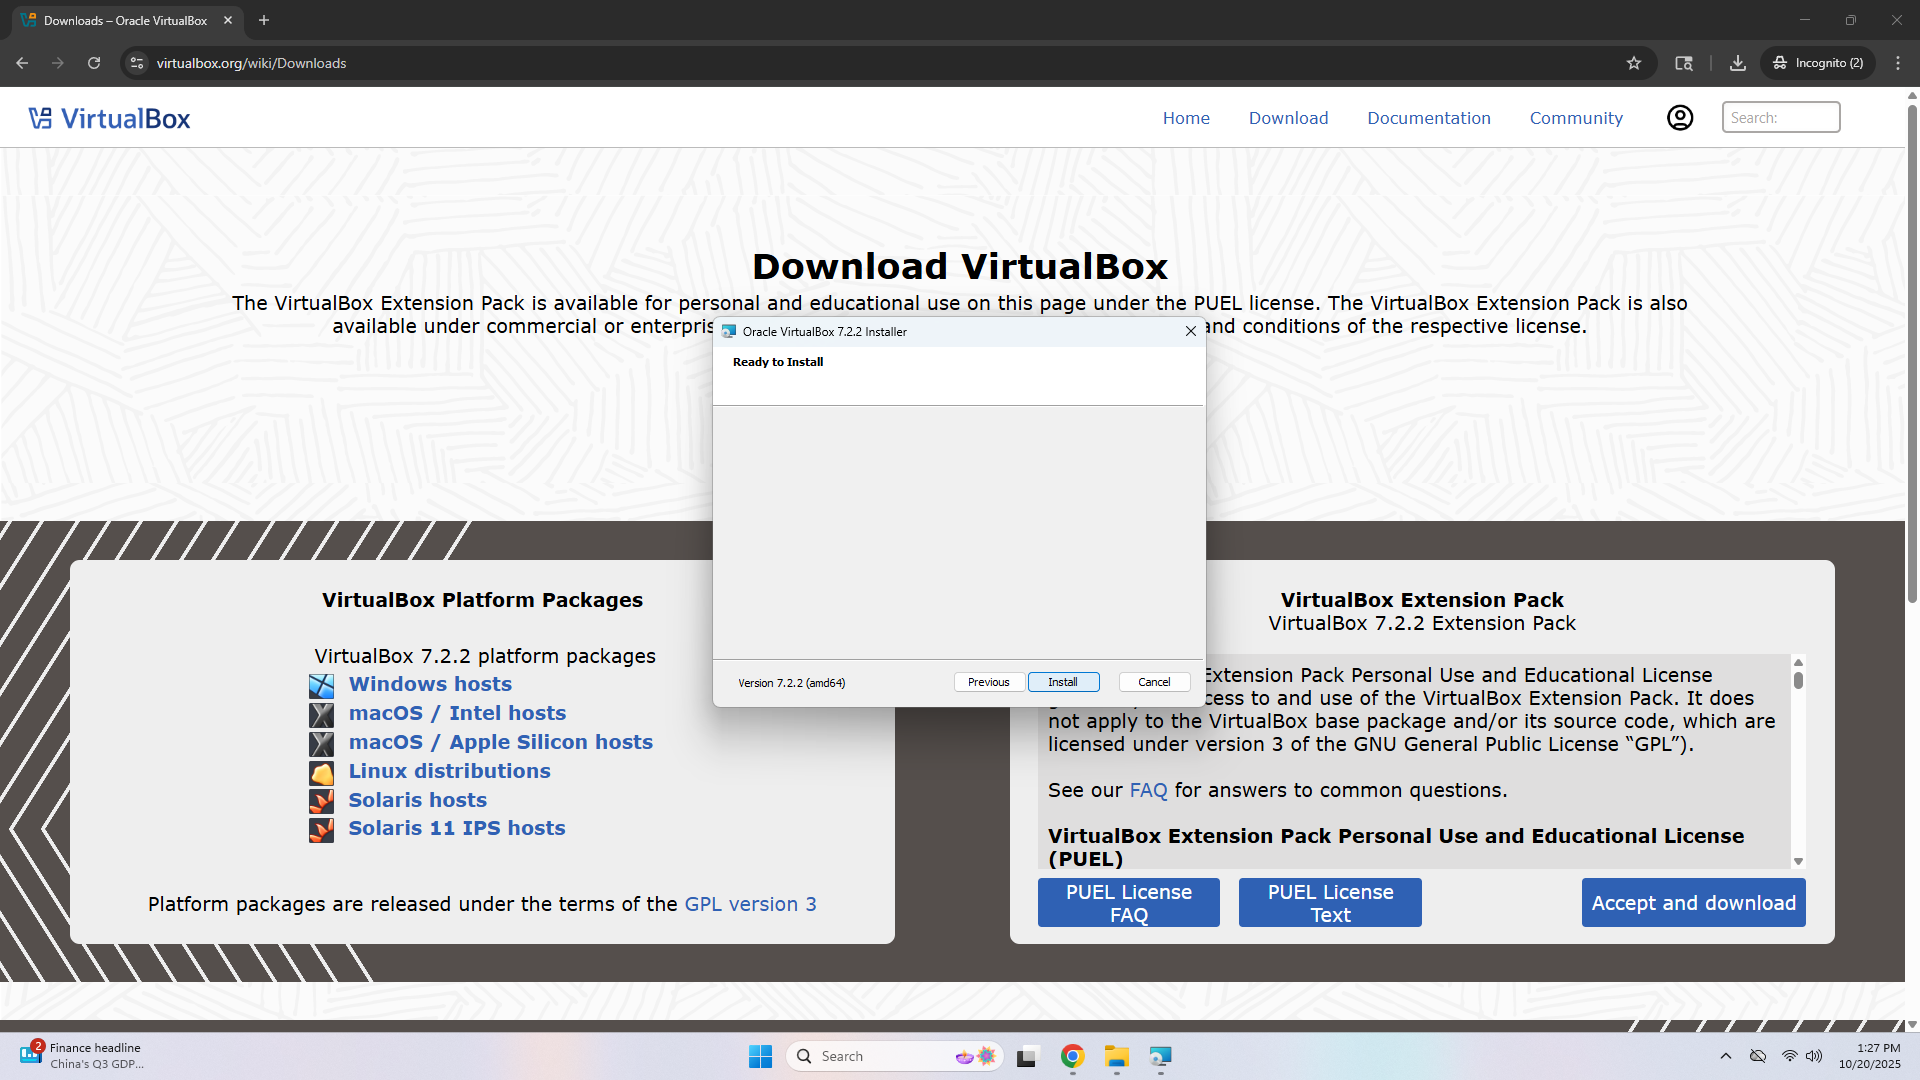 Downloads – Oracle VirtualBox
virtualbox.org/wiki/Downloads
Incognito (2)
VirtualBox
Home
Download
Documentation
Community
Search:
Download VirtualBox
The VirtualBox Extension Pack is available for personal and educational use on this page under the PUEL license. The VirtualBox Extension Pack is also
available under commercial or enterpris
and conditions of the respective license.
Oracle VirtualBox 7.2.2 Installer
Ready to Install
Version 7.2.2 (amd64)
Previous
Install
Cancel
VirtualBox Platform Packages
VirtualBox 7.2.2 platform packages
Windows hosts
macOS / Intel hosts
macOS / Apple Silicon hosts
Linux distributions
Solaris hosts
Solaris 11 IPS hosts
Platform packages are released under the terms of the GPL version 3
VirtualBox Extension Pack
VirtualBox 7.2.2 Extension Pack
Extension Pack Personal Use and Educational License
cess to and use of the VirtualBox Extension Pack. It does
not apply to the VirtualBox base package and/or its source code, which are
licensed under version 3 of the GNU General Public License “GPL”).
See our FAQ for answers to common questions.
VirtualBox Extension Pack Personal Use and Educational License
(PUEL)
PUEL License
FAQ
PUEL License
Text
Accept and download
2
Finance headline
China's Q3 GDP...
Search
1:27 PM
10/20/2025